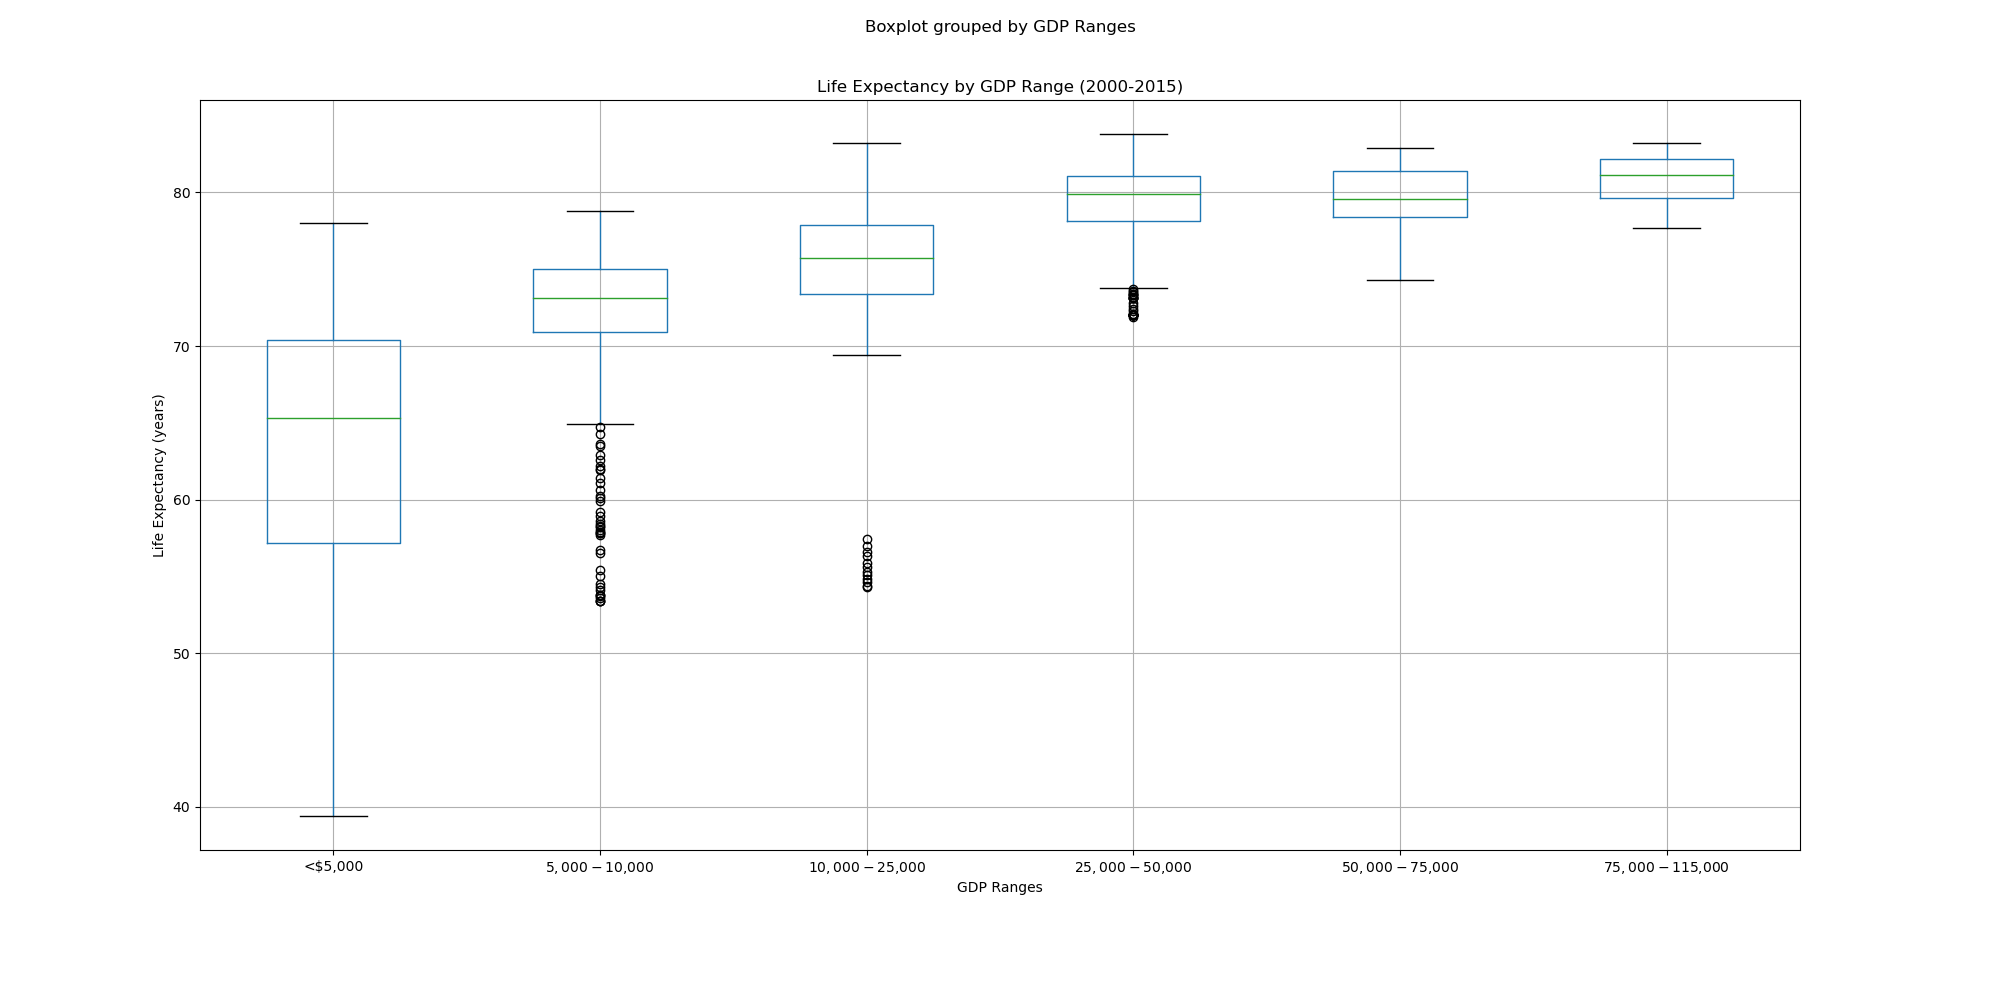 Boxplot grouped by GDP Ranges
Life Expectancy by GDP Range (2000-2015)
Life Expectancy (years)
80
70
60
50
40
<$5,000
5,000 − 10,000
10,000 − 25,000
25,000 − 50,000
50,000 − 75,000
75,000 − 115,000
GDP Ranges